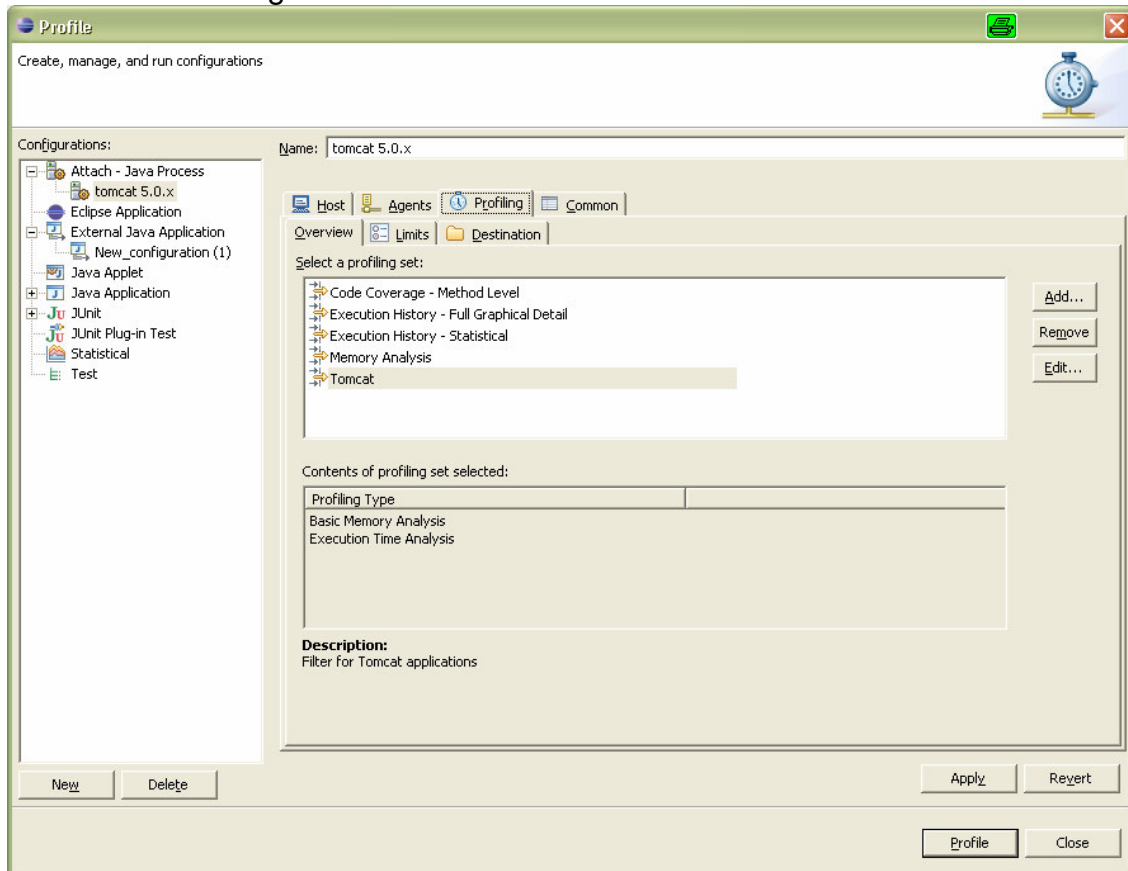 Profile
Create, manage, and run configurations
Configurations:
Attach - Java Process
tomcat 5.0.x
Eclipse Application
External Java Application
New_configuration (1)
Java Applet
Java Application
JUnit
JUnit Plug-in Test
Statistical
Test
New
Delete
Name: tomcat 5.0.x
Host Agents Profiling Common
Overview Limits Destination
Select a profiling set:
Code Coverage - Method Level
Execution History - Full Graphical Detail
Execution History - Statistical
Memory Analysis
Tomcat
Add...
Remove
Edit...
Contents of profiling set selected:
Profiling Type
Basic Memory Analysis
Execution Time Analysis
Description:
Filter for Tomcat applications
Apply Revert
Profile Close